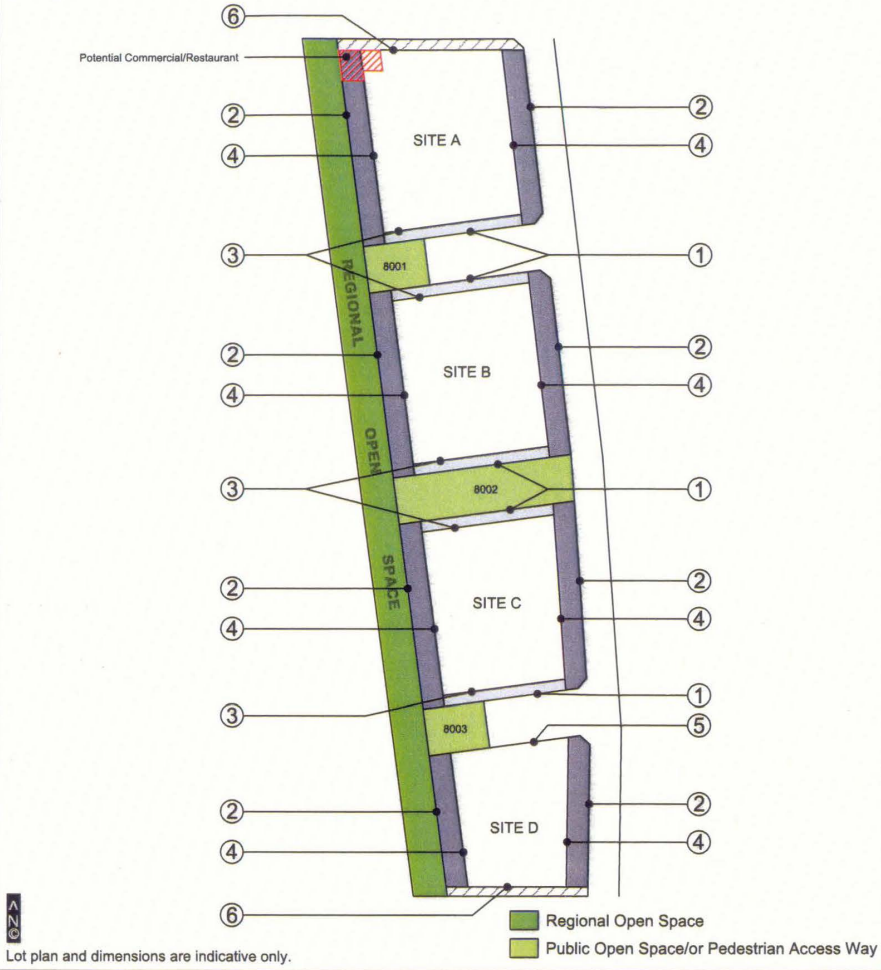 6
Potential Commercial/Restaurant
2
2
4
SITE A
4
3
1
8001
REGIONAL
2
2
SITE B
4
4
OPEN
3
8002
1
SPACE
2
2
SITE C
4
4
3
1
8003
5
2
2
SITE D
4
4
6
Regional Open Space
Public Open Space/or Pedestrian Access Way
Lot plan and dimensions are indicative only.